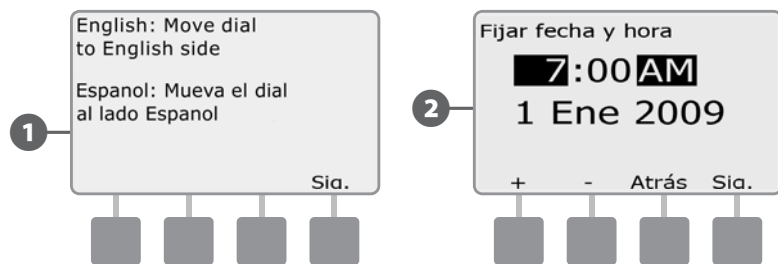 1
English: Move dial
to English side
Espanol: Mueva el dial
al lado Espanol
Sig.
2
Fijar fecha y hora
7:00 AM
1 Ene 2009
+ - Atrás Sig.